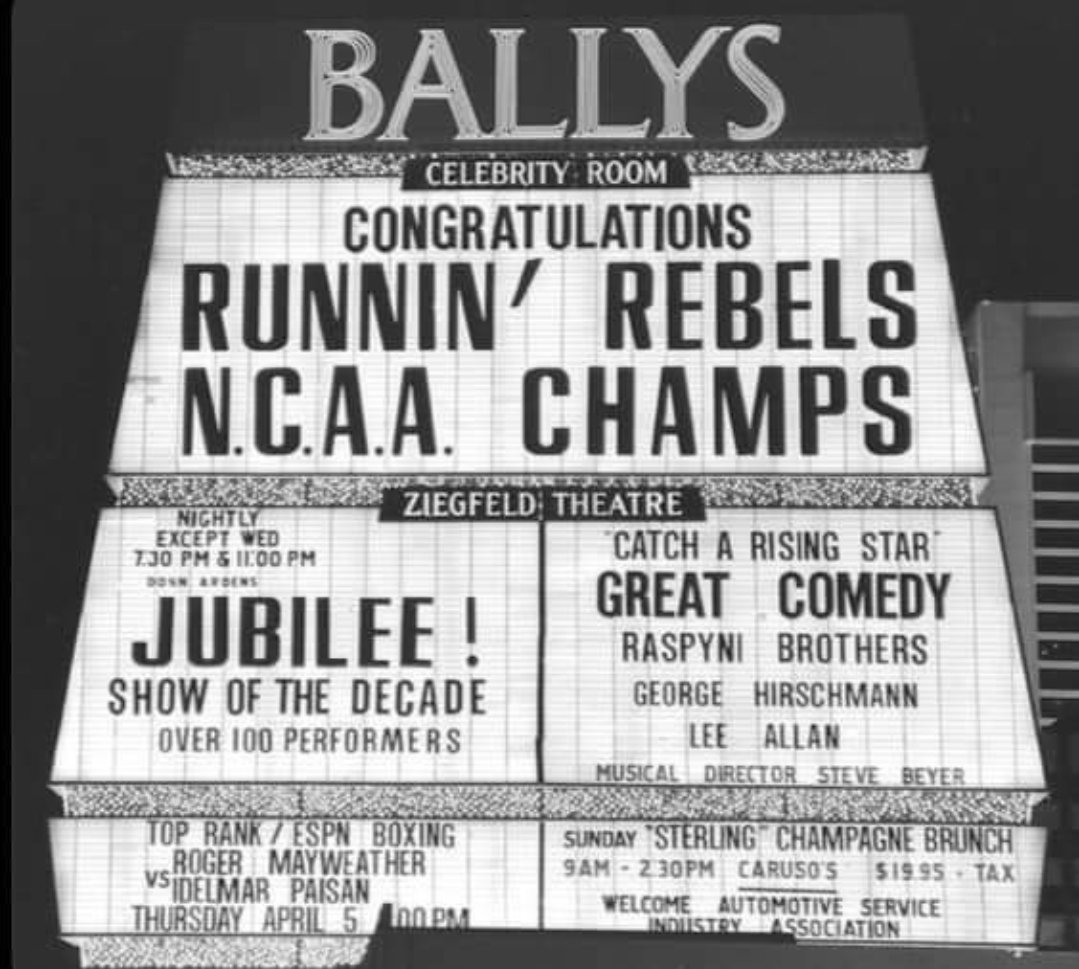 BALLYS
CELEBRITY ROOM
CONGRATULATIONS
RUNNIN' REBELS
N.C.A.A. CHAMPS
ZIEGFELD THEATRE
NIGHTLY
EXCEPT WED
7.30 PM & 11:00 PM
DONN ARDENS
JUBILEE!
SHOW OF THE DECADE
OVER 100 PERFORMERS
"CATCH A RISING STAR"
GREAT COMEDY
RASPYNI BROTHERS
GEORGE HIRSCHMANN
LEE ALLAN
MUSICAL DIRECTOR STEVE BEYER
TOP RANK / ESPN BOXING
ROGER MAYWEATHER
VS IDELMAR PAISAN
THURSDAY APRIL 5 :00 PM
SUNDAY "STERLING" CHAMPAGNE BRUNCH
9AM - 2.30PM CARUSO'S $19.95 + TAX
WELCOME AUTOMOTIVE SERVICE
INDUSTRY ASSOCIATION